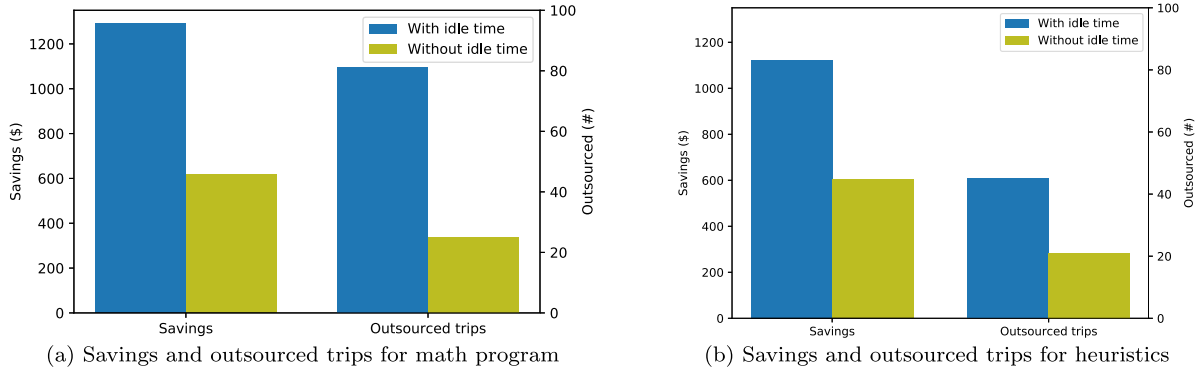 With idle time
Without idle time
Savings ($)
1200
1000
800
600
400
200
0
Outsourced (#)
100
80
60
40
20
0
Savings
Outsourced trips
(a) Savings and outsourced trips for math program
With idle time
Without idle time
Savings ($)
1200
1000
800
600
400
200
0
Outsourced (#)
100
80
60
40
20
0
Savings
Outsourced trips
(b) Savings and outsourced trips for heuristics